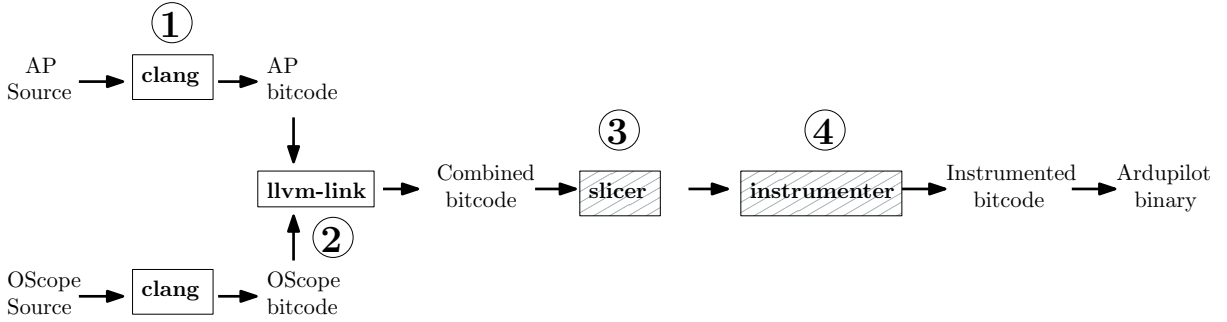 1
AP
Source
clang
AP
bitcode
3
4
llvm-link
Combined
bitcode
slicer
instrumenter
Instrumented
bitcode
Ardupilot
binary
2
OScope
Source
clang
OScope
bitcode